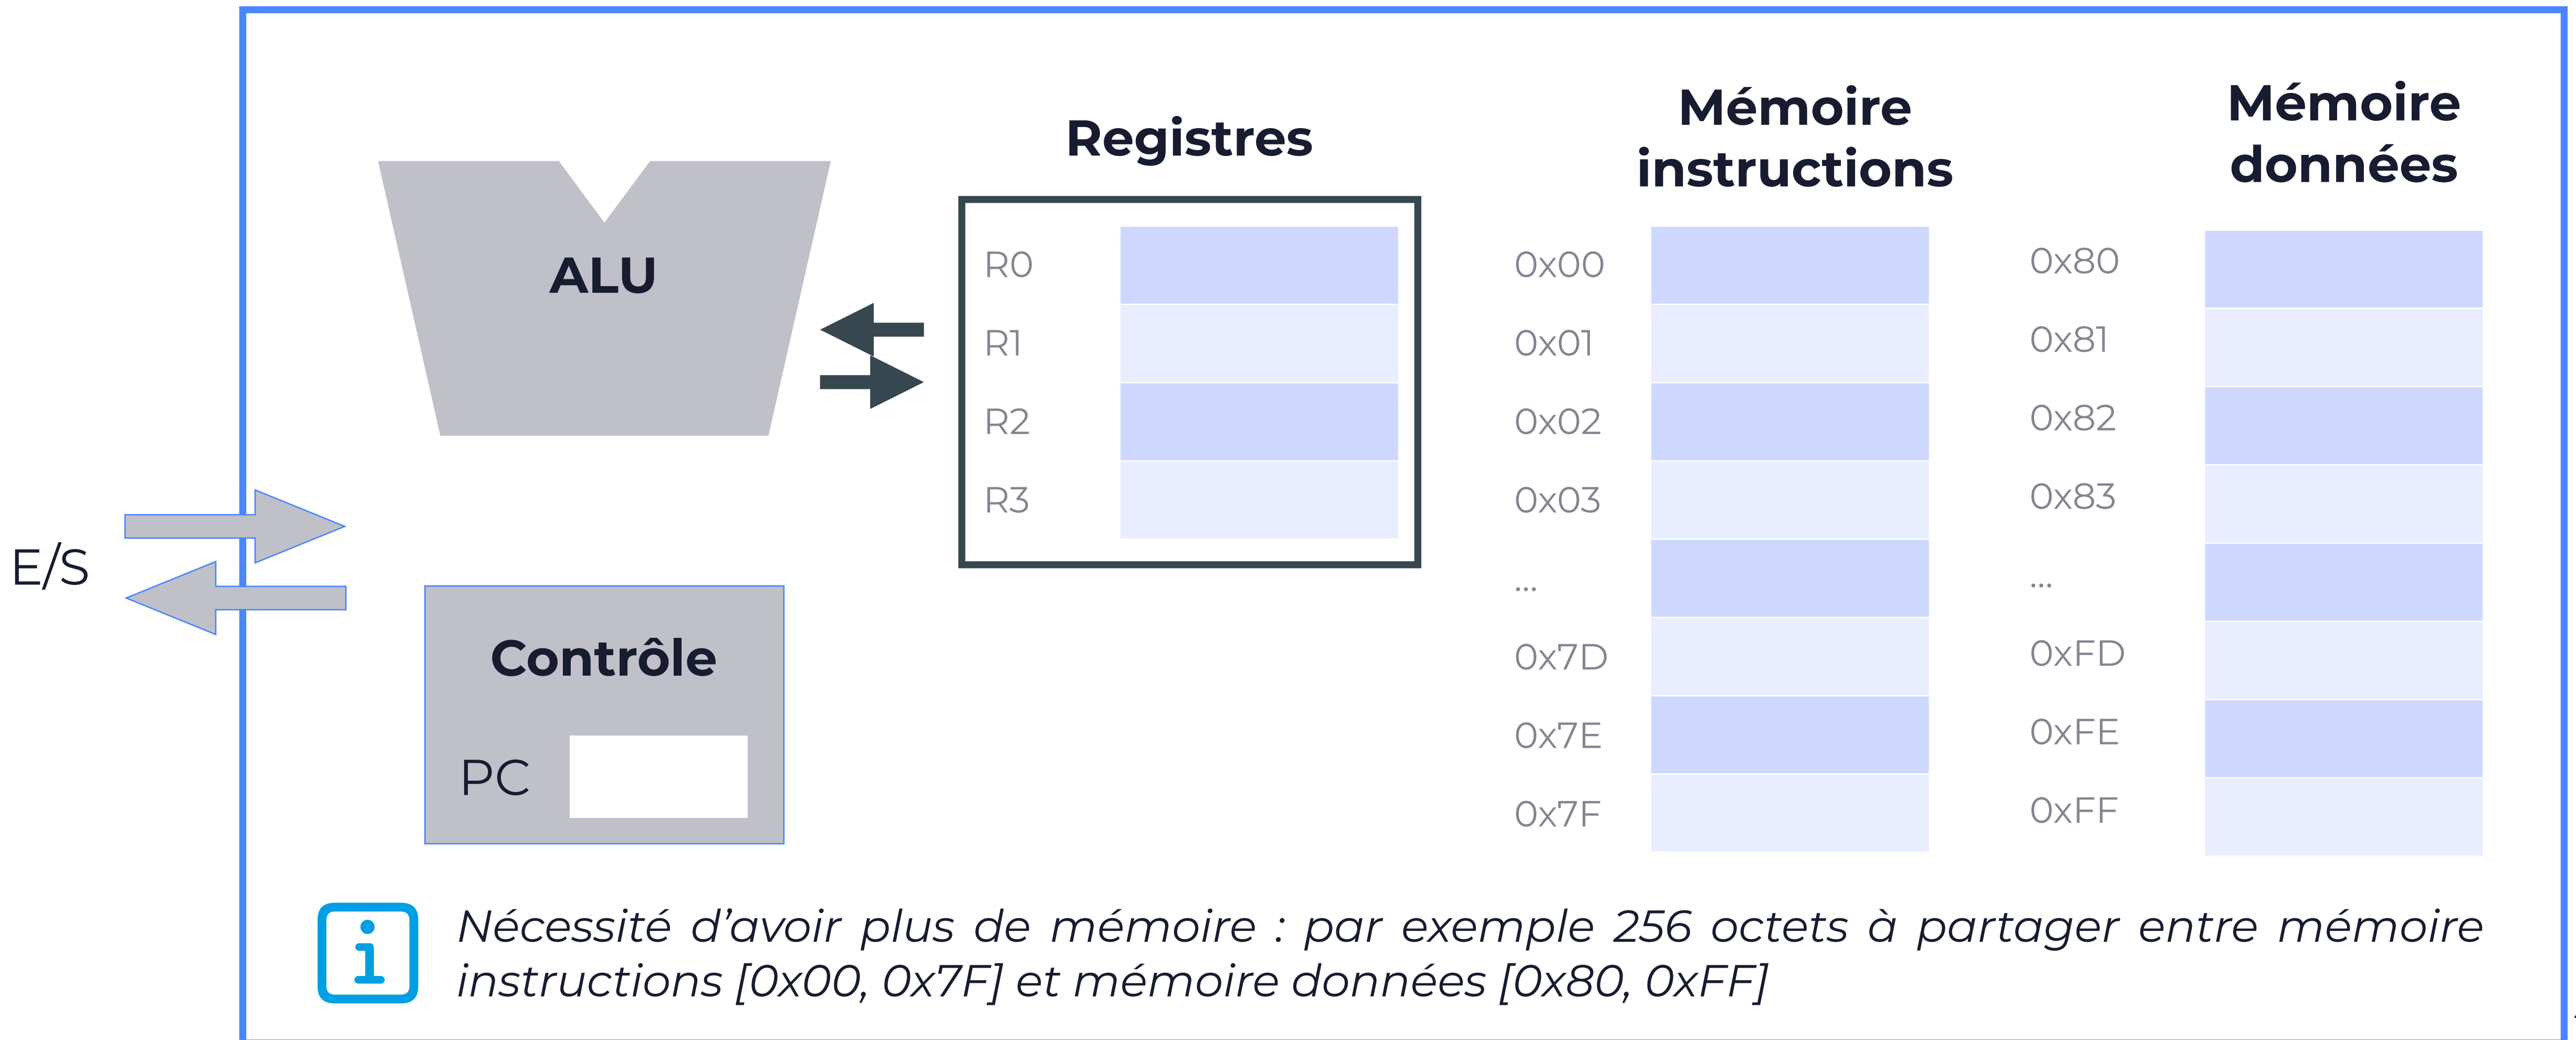 E/S
ALU
Contrôle
PC
Registres
R0
R1
R2
R3
Mémoire
instructions
0x00
0x01
0x02
0x03
...
0x7D
0x7E
0x7F
Mémoire
données
0x80
0x81
0x82
0x83
...
0xFD
0xFE
0xFF
Nécessité d’avoir plus de mémoire : par exemple 256 octets à partager entre mémoire
instructions [0x00, 0x7F] et mémoire données [0x80, 0xFF]